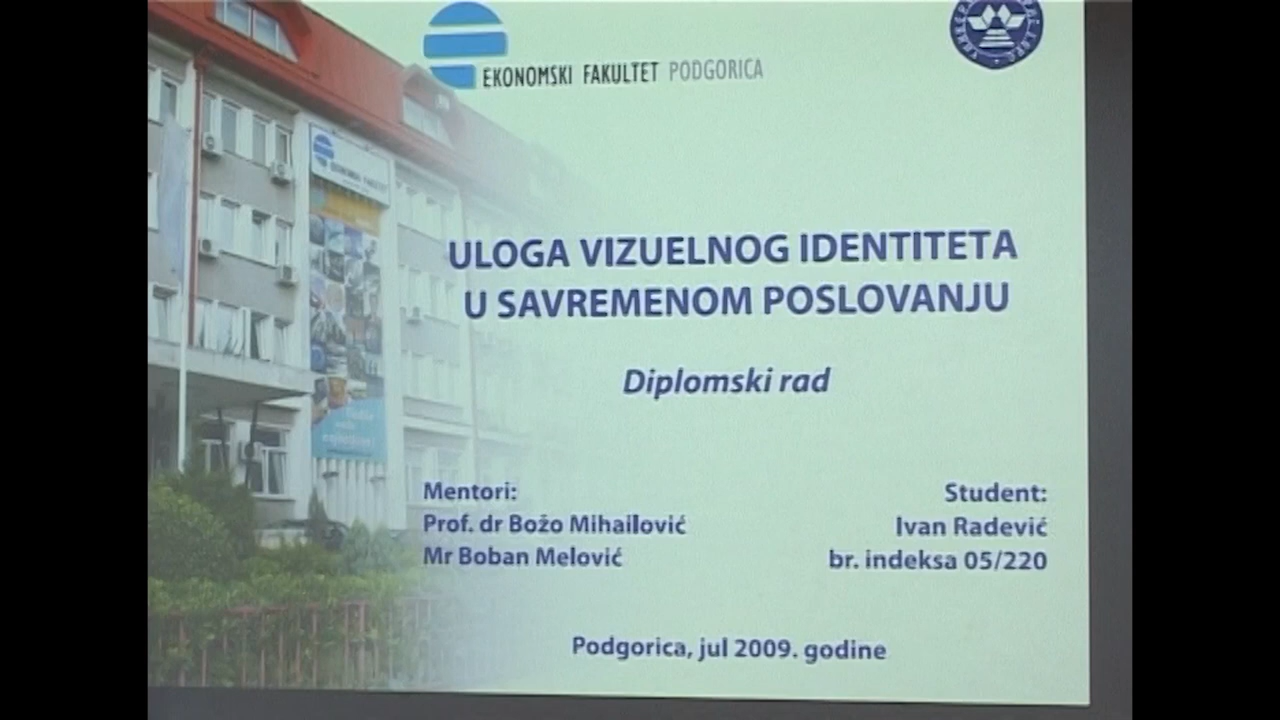 EKONOMSKI FAKULTET PODGORICA
ULOGA VIZUELNOG IDENTITETA
U SAVREMENOM POSLOVANJU
Diplomski rad
Mentori:
Prof. dr Božo Mihailović
Mr Boban Melović
Student:
Ivan Radević
br. indeksa 05/220
Podgorica, jul 2009. godine